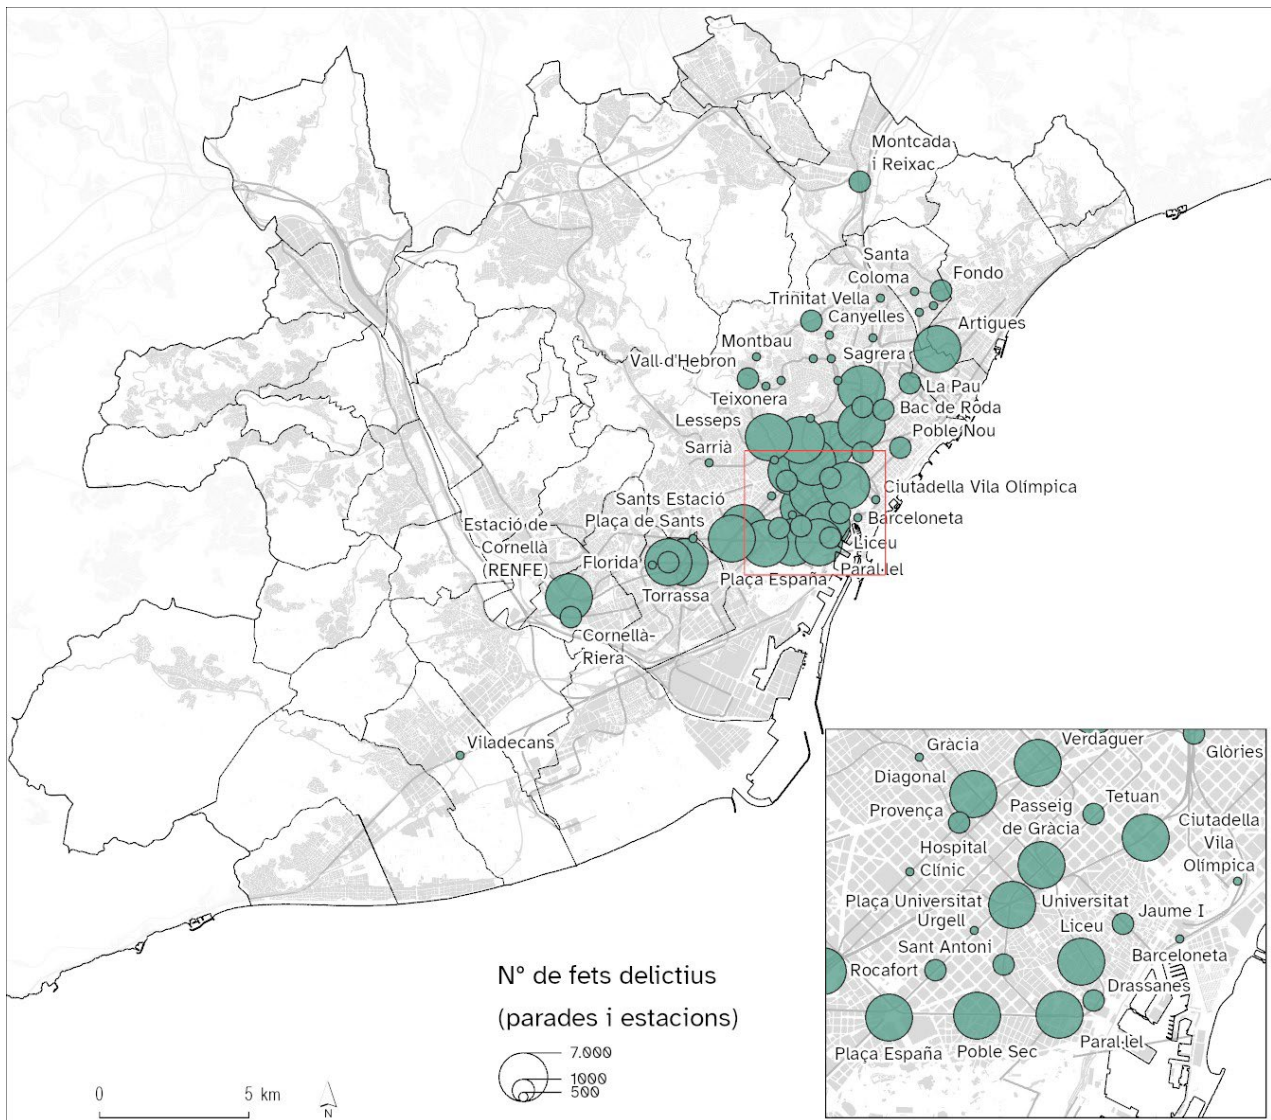 Montcada
i Reixac
Santa
Coloma
Fondo
Trinitat Vella
Canyelles
Artigues
Montbau
Sagrera
Vall d'Hebron
La Pau
Teixonera
Bac de Roda
Lesseps
Poble Nou
Sarrià
Ciutadella Vila Olímpica
Sants Estació
Plaça de Sants
Barceloneta
Estació de
Cornellà
(RENFE)
Liceu
Florida
Paral·lel
Plaça España
Torrassa
Cornellà-
Riera
Viladecans
Gràcia
Verdaguer
Glòries
Diagonal
Provença
Passeig
de Gràcia
Tetuan
Ciutadella
Vila
Olímpica
Hospital
Clínic
Plaça Universitat
Universitat
Urgell
Liceu
Jaume I
Sant Antoni
Barceloneta
Rocafort
Drassanes
Plaça España
Poble Sec
Paral·lel
N° de fets delictius
(parades i estacions)
7.000
1000
500
0 5 km
N